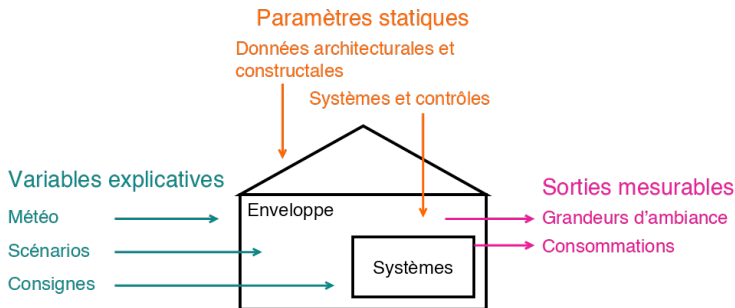 Paramètres statiques
Données architecturales et
constructales
Systèmes et contrôles
Variables explicatives
Météo
Scénarios
Consignes
Enveloppe
Systèmes
Sorties mesurables
Grandeurs d'ambiance
Consommations